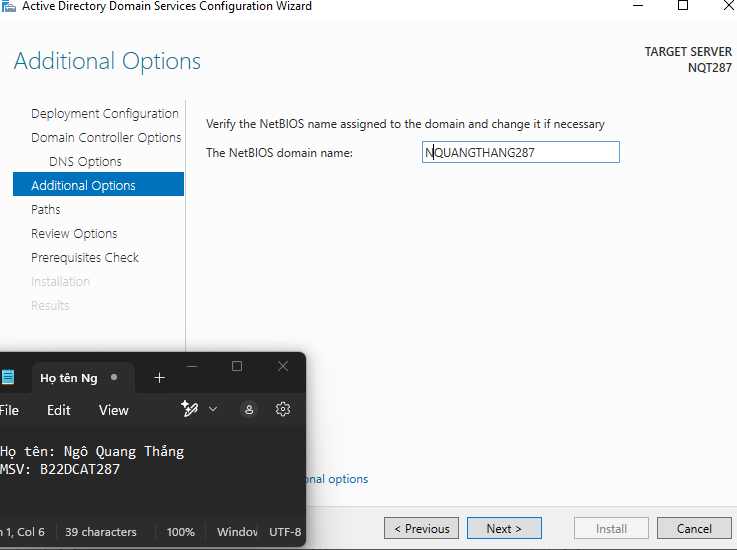 Active Directory Domain Services Configuration Wizard
Additional Options
TARGET SERVER
NQT287
Deployment Configuration
Domain Controller Options
DNS Options
Additional Options
Paths
Review Options
Prerequisites Check
Installation
Results
Verify the NetBIOS name assigned to the domain and change it if necessary
The NetBIOS domain name: NQUANGTHANG287
Họ tên Ng
File Edit View
Họ tên: Ngô Quang Thắng
MSV: B22DCAT287
1, Col 6 39 characters 100% Window UTF-8
options
< Previous Next > Install Cancel